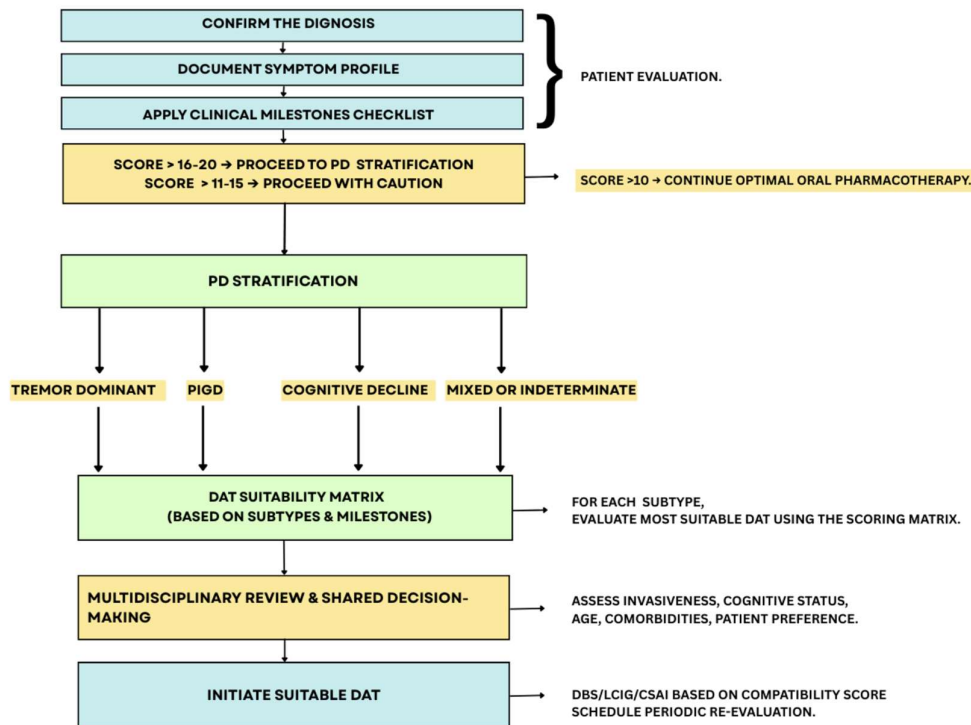 CONFIRM THE DIGNOSIS
DOCUMENT SYMPTOM PROFILE
PATIENT EVALUATION.
APPLY CLINICAL MILESTONES CHECKLIST
SCORE > 16-20 → PROCEED TO PD STRATIFICATION
SCORE > 11-15 → PROCEED WITH CAUTION
SCORE >10 → CONTINUE OPTIMAL ORAL PHARMACOTHERAPY.
PD STRATIFICATION
TREMOR DOMINANT
PIGD
COGNITIVE DECLINE
MIXED OR INDETERMINATE
DAT SUITABILITY MATRIX
(BASED ON SUBTYPES & MILESTONES)
FOR EACH SUBTYPE,
EVALUATE MOST SUITABLE DAT USING THE SCORING MATRIX.
MULTIDISCIPLINARY REVIEW & SHARED DECISION-
MAKING
ASSESS INVASIVENESS, COGNITIVE STATUS,
AGE, COMORBIDITIES, PATIENT PREFERENCE.
INITIATE SUITABLE DAT
DBS/LCIG/CSAI BASED ON COMPATIBILITY SCORE
SCHEDULE PERIODIC RE-EVALUATION.